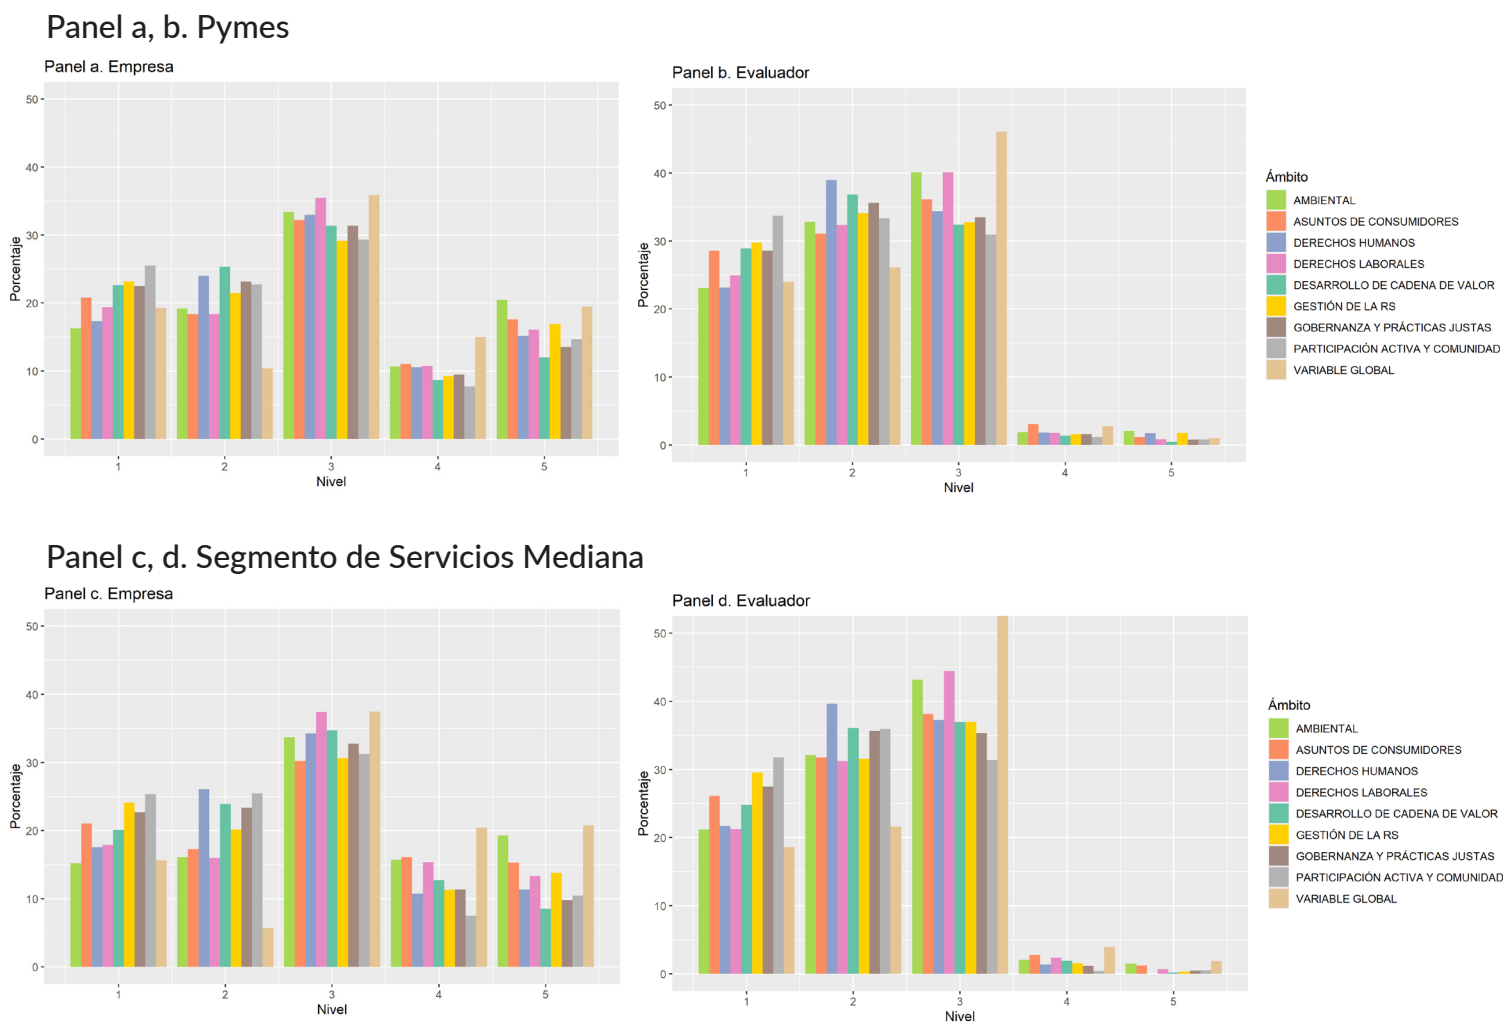 Panel a, b. Pymes
Panel a. Empresa
50
40
30
20
10
0
Porcentaje
1 2 3 4 5
Nivel
Panel b. Evaluador
50
40
30
20
10
0
Porcentaje
1 2 3 4 5
Nivel
Ámbito
AMBIENTAL
ASUNTOS DE CONSUMIDORES
DERECHOS HUMANOS
DERECHOS LABORALES
DESARROLLO DE CADENA DE VALOR
GESTIÓN DE LA RS
GOBERNANZA Y PRÁCTICAS JUSTAS
PARTICIPACIÓN ACTIVA Y COMUNIDAD
VARIABLE GLOBAL
Panel c, d. Segmento de Servicios Mediana
Panel c. Empresa
50
40
30
20
10
0
Porcentaje
1 2 3 4 5
Nivel
Panel d. Evaluador
50
40
30
20
10
0
Porcentaje
1 2 3 4 5
Nivel
Ámbito
AMBIENTAL
ASUNTOS DE CONSUMIDORES
DERECHOS HUMANOS
DERECHOS LABORALES
DESARROLLO DE CADENA DE VALOR
GESTIÓN DE LA RS
GOBERNANZA Y PRÁCTICAS JUSTAS
PARTICIPACIÓN ACTIVA Y COMUNIDAD
VARIABLE GLOBAL